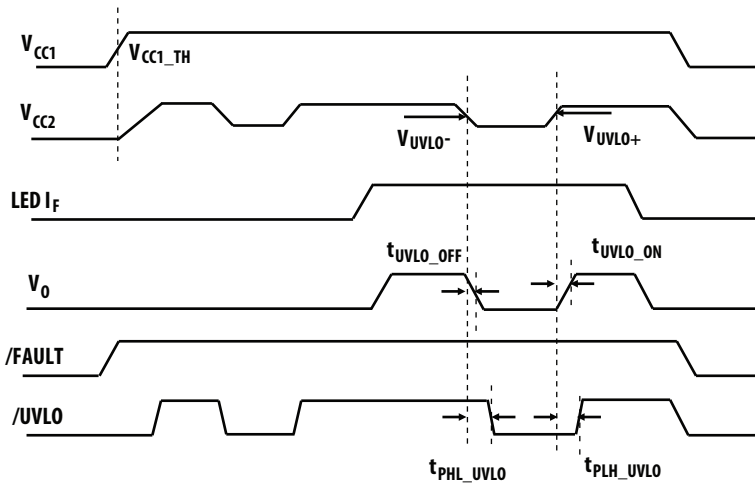 VCC1
VCC1_TH
VCC2
VUVLO-
VUVLO+
LED IF
tUVLO_OFF
tUVLO_ON
VO
/FAULT
/UVLO
tPHL_UVLO
tPLH_UVLO